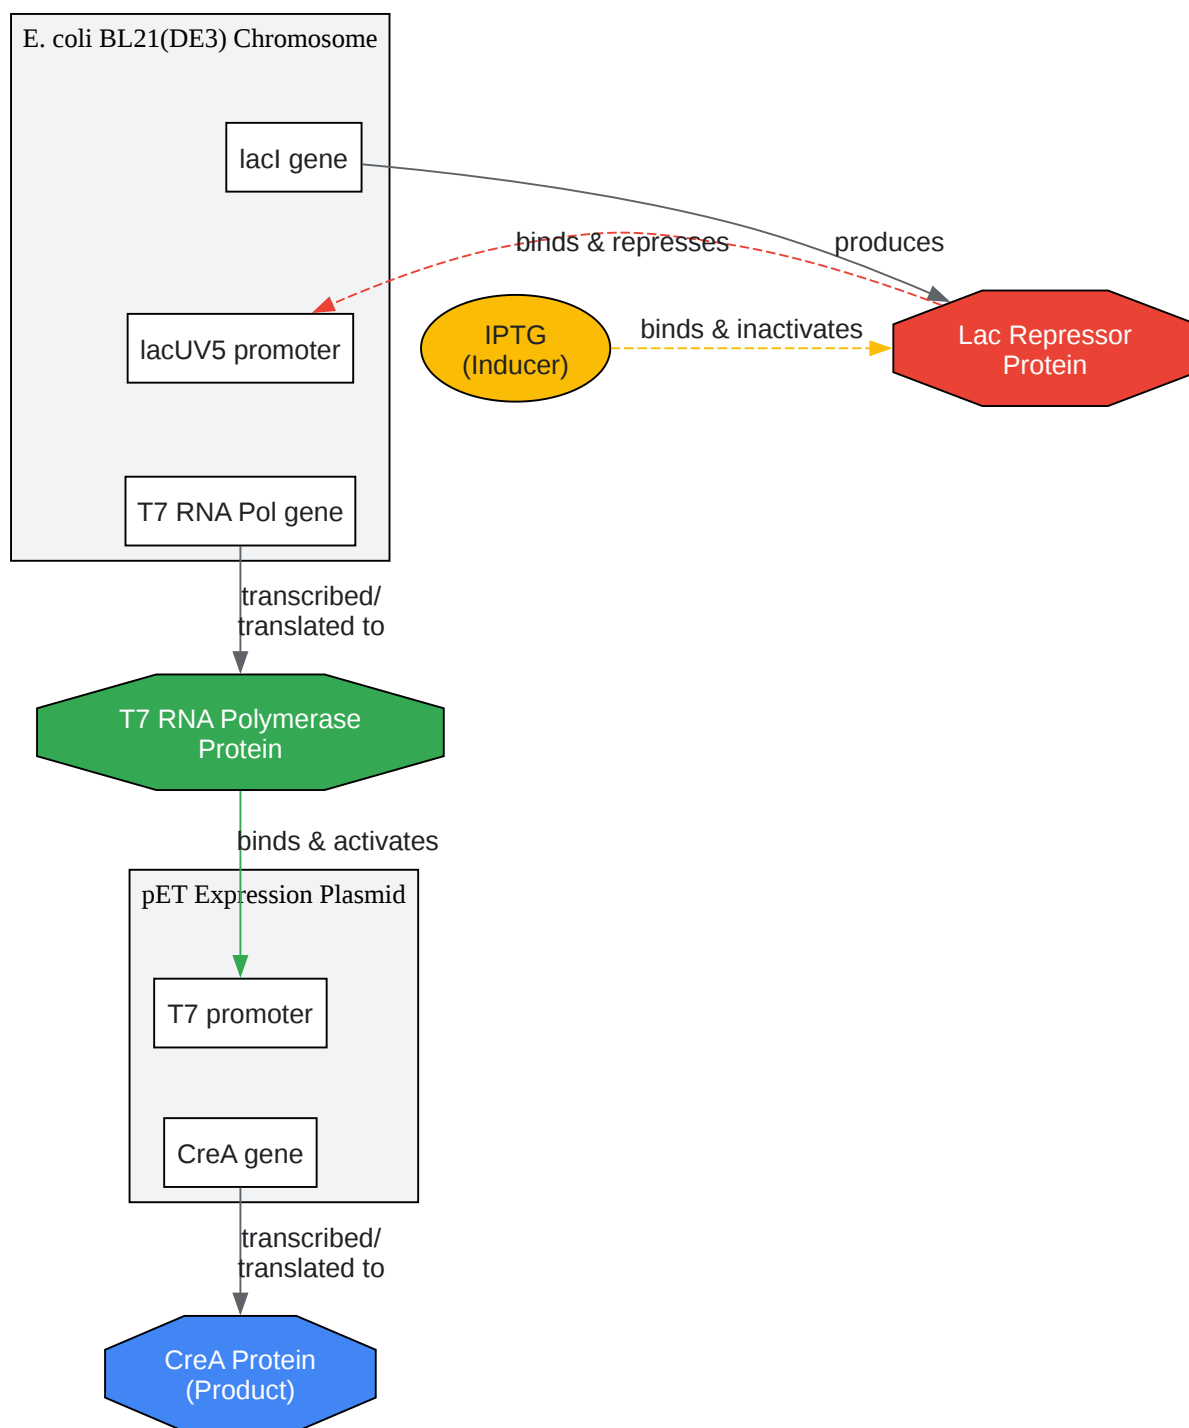 E. coli BL21(DE3) Chromosome
lacI gene
binds & represses
produces
lacUV5 promoter
IPTG
(Inducer)
binds & inactivates
Lac Repressor
Protein
T7 RNA Pol gene
transcribed/
translated to
T7 RNA Polymerase
Protein
binds & activates
pET Expression Plasmid
T7 promoter
CreA gene
transcribed/
translated to
CreA Protein
(Product)